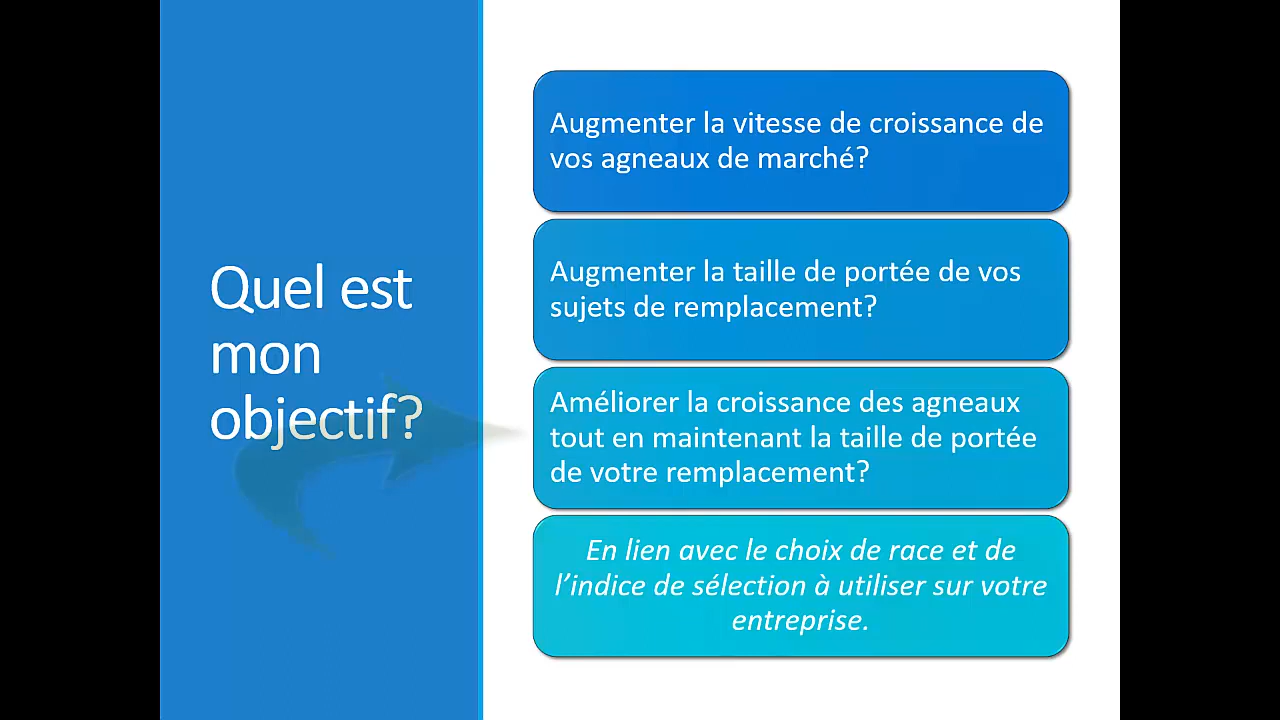 Quel est
mon
objectif?
Augmenter la vitesse de croissance de
vos agneaux de marché?
Augmenter la taille de portée de vos
sujets de remplacement?
Améliorer la croissance des agneaux
tout en maintenant la taille de portée
de votre remplacement?
En lien avec le choix de race et de
l’indice de sélection à utiliser sur votre
entreprise.